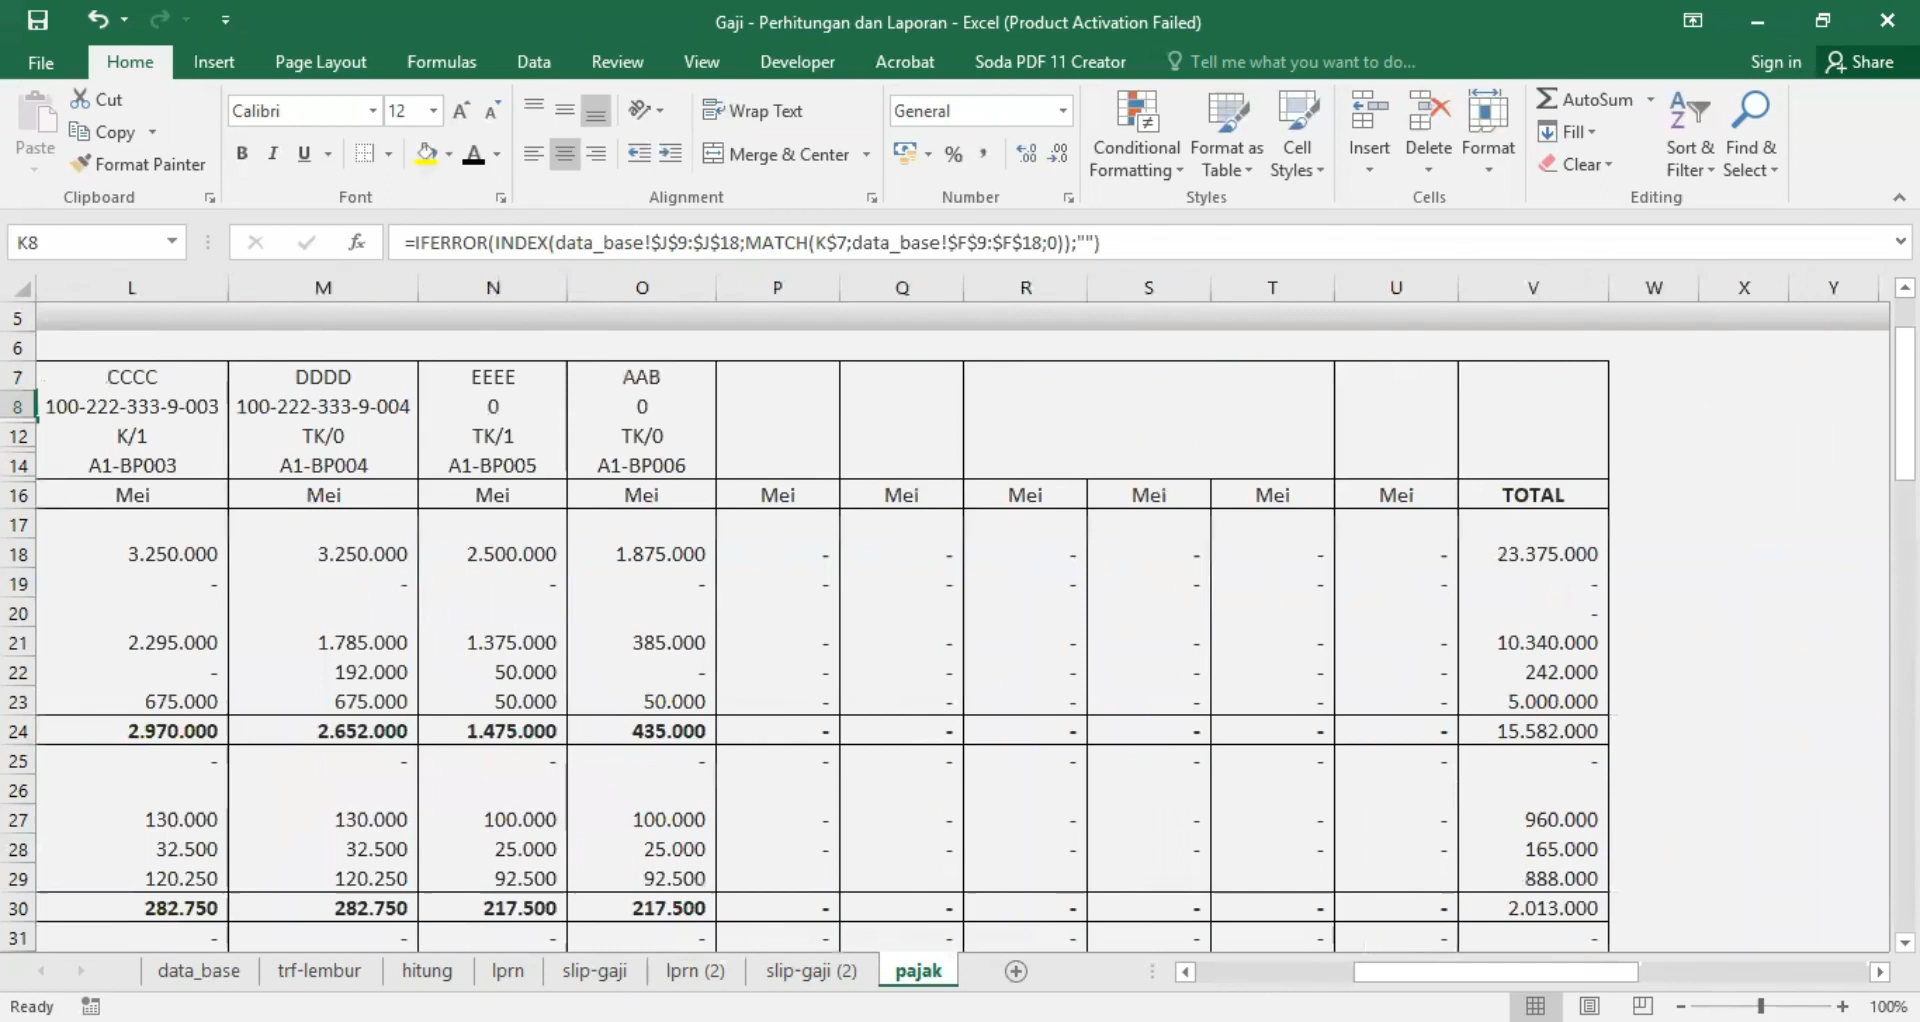 Gaji - Perhitungan dan Laporan - Excel (Product Activation Failed)
File Home Insert Page Layout Formulas Data Review View Developer Acrobat Soda PDF 11 Creator Tell me what you want to do... Sign in Share
Paste
Cut
Copy
Format Painter
Clipboard
Calibri 12
B I U
Font
Wrap Text
Merge & Center
Alignment
General
%
Number
Conditional Formatting
Format as Table
Cell Styles
Styles
Insert
Delete
Format
Cells
AutoSum
Fill
Clear
Sort & Filter
Find & Select
Editing
K8 fx =IFERROR(INDEX(data_base!$J$9:$J$18;MATCH(K$7;data_base!$F$9:$F$18;0));"")
L M N O P Q R S T U V W X Y
5
6
7 CCCC DDDD EEEE AAB
8 100-222-333-9-003 100-222-333-9-004 0 0
12 K/1 TK/0 TK/1 TK/0
14 A1-BP003 A1-BP004 A1-BP005 A1-BP006
16 Mei Mei Mei Mei Mei Mei Mei Mei Mei Mei TOTAL
17
18 3.250.000 3.250.000 2.500.000 1.875.000 - - - - - - 23.375.000
19 - - - - - - - - - - -
20 -
21 2.295.000 1.785.000 1.375.000 385.000 - - - - - - 10.340.000
22 - 192.000 50.000 - - - - - - - 242.000
23 675.000 675.000 50.000 50.000 - - - - - - 5.000.000
24 2.970.000 2.652.000 1.475.000 435.000 - - - - - - 15.582.000
25 - - - - - - - - - - -
26
27 130.000 130.000 100.000 100.000 - - - - - - 960.000
28 32.500 32.500 25.000 25.000 - - - - - - 165.000
29 120.250 120.250 92.500 92.500 - - - - - - 888.000
30 282.750 282.750 217.500 217.500 - - - - - - 2.013.000
31 - - - - - - - - - - -
data_base trf-lembur hitung lprn slip-gaji lprn (2) slip-gaji (2) pajak
Ready 100%